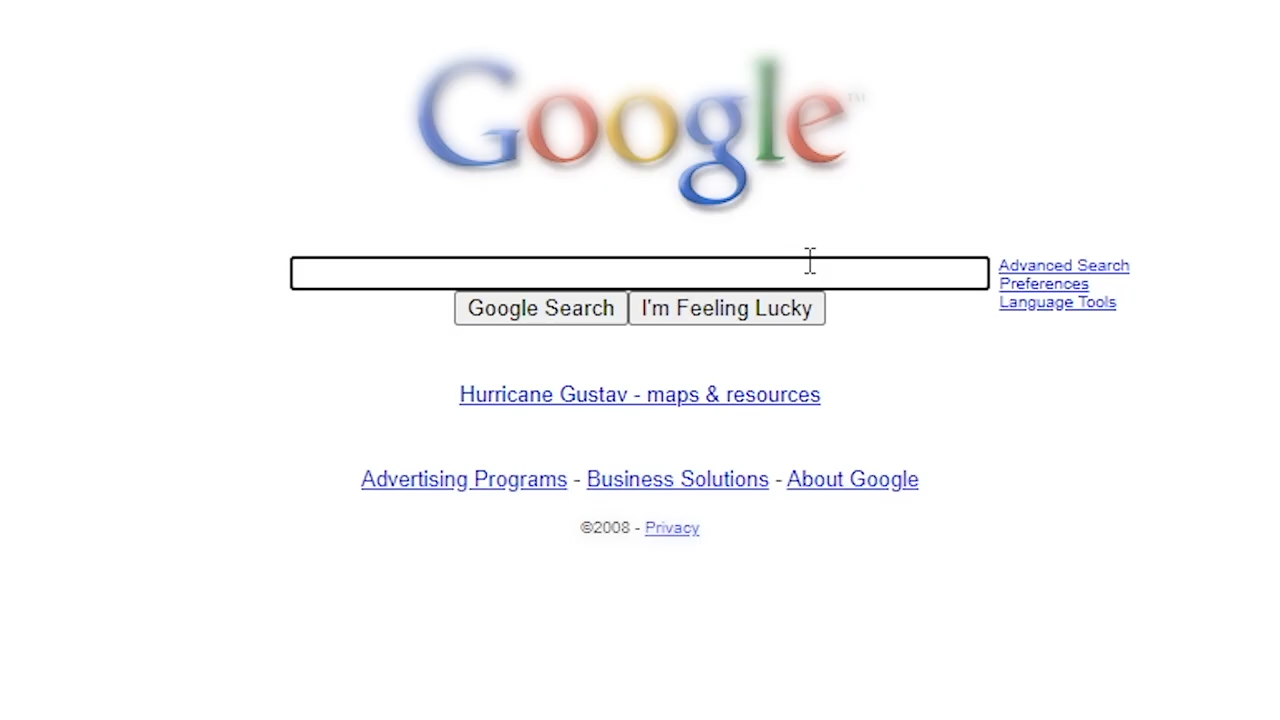 Google™
Advanced Search
Preferences
Language Tools
Google Search I'm Feeling Lucky
Hurricane Gustav - maps & resources
Advertising Programs - Business Solutions - About Google
©2008 - Privacy